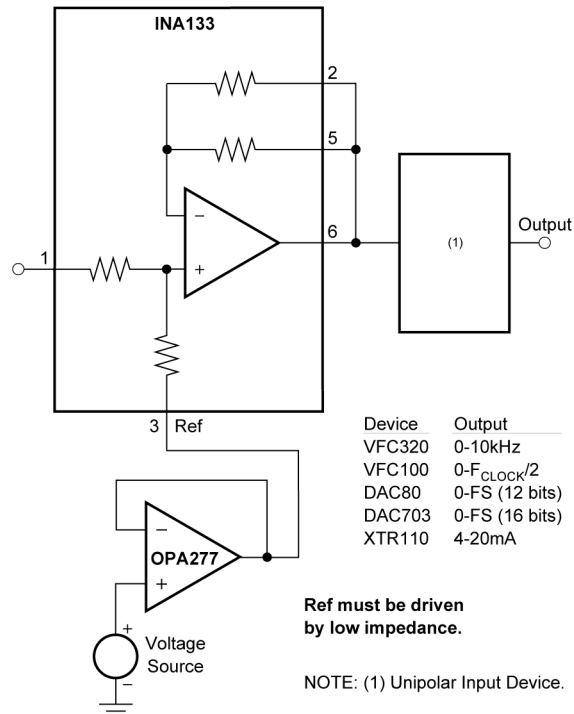 INA133
2
5
6
1
−
+
(1)
Output
3 Ref
Device Output
VFC320 0-10kHz
VFC100 0-F_CLOCK/2
DAC80 0-FS (12 bits)
DAC703 0-FS (16 bits)
XTR110 4-20mA
−
OPA277
+
Ref must be driven
by low impedance.
+
Voltage
Source
−
NOTE: (1) Unipolar Input Device.